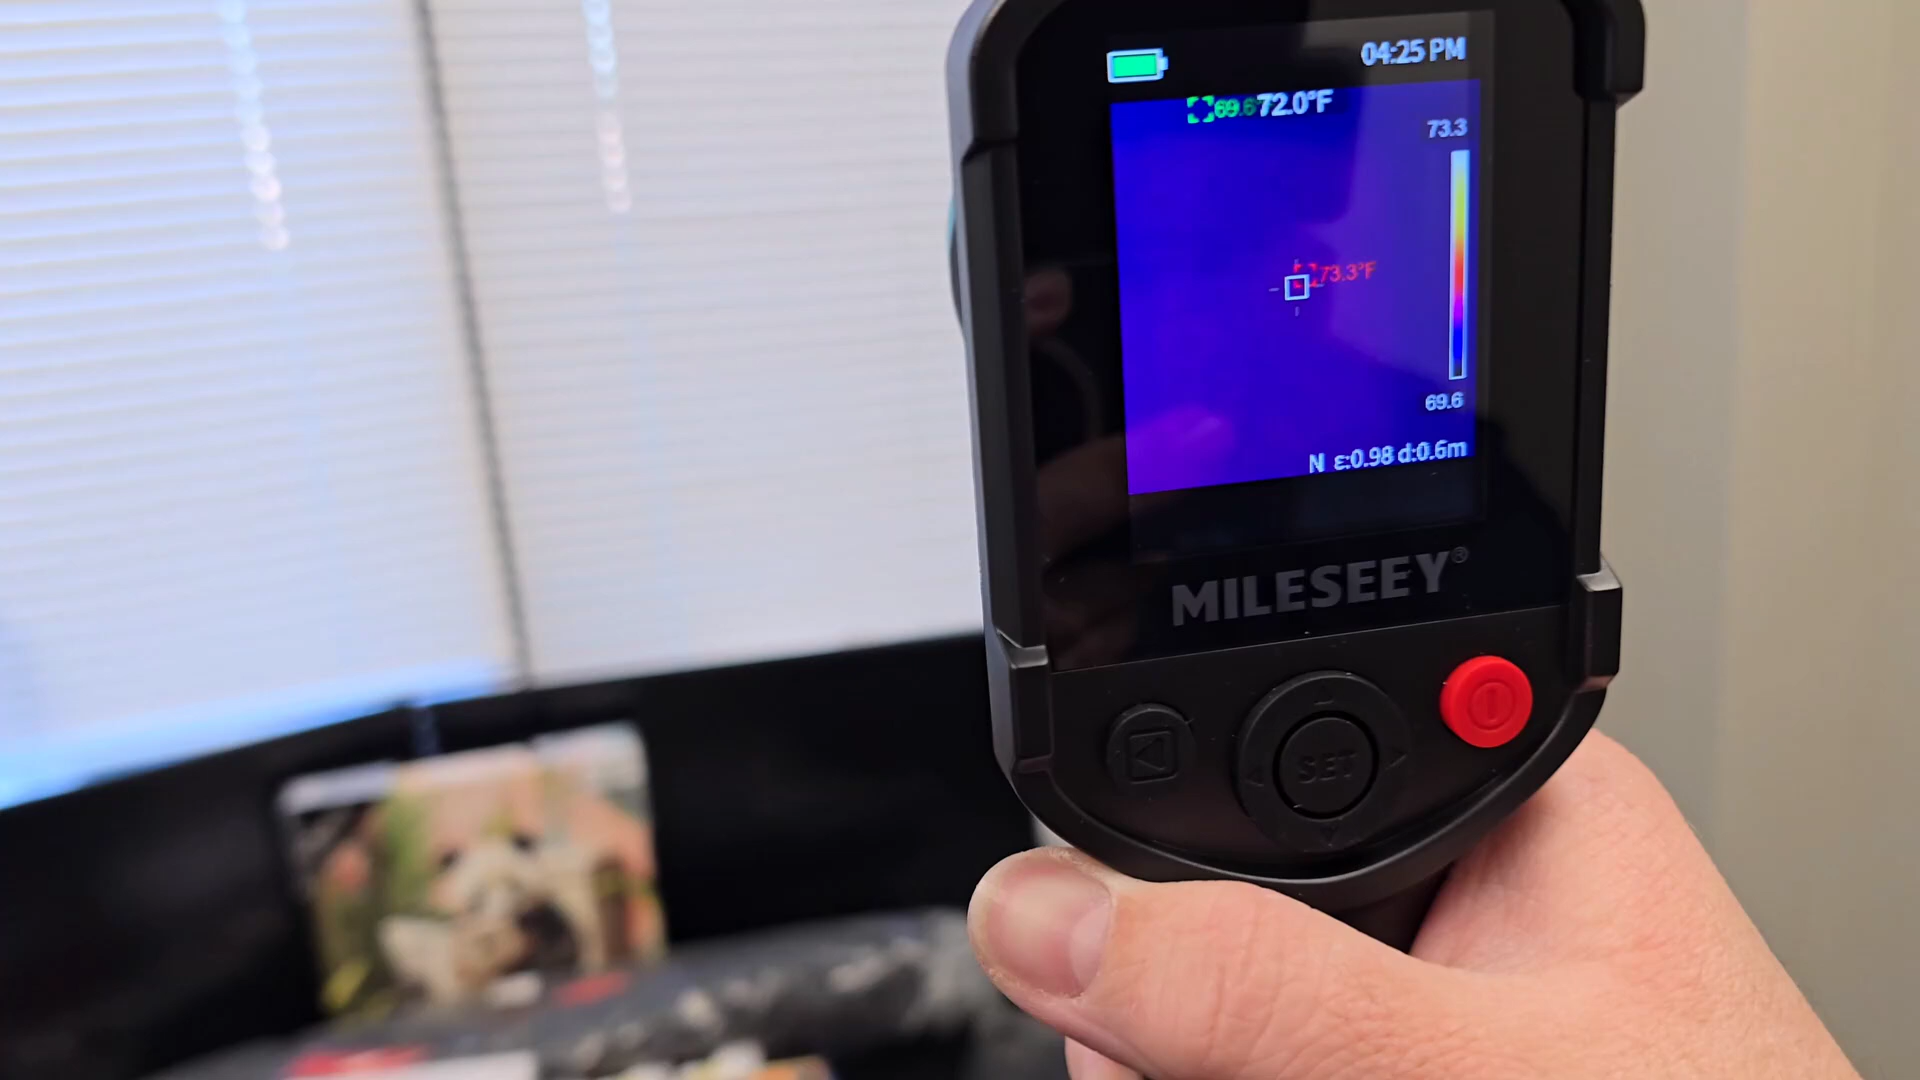 04:25 PM
69.6 72.0°F
73.3
73.3°F
69.6
N ε:0.98 d:0.6m
MILESEEY®
SET